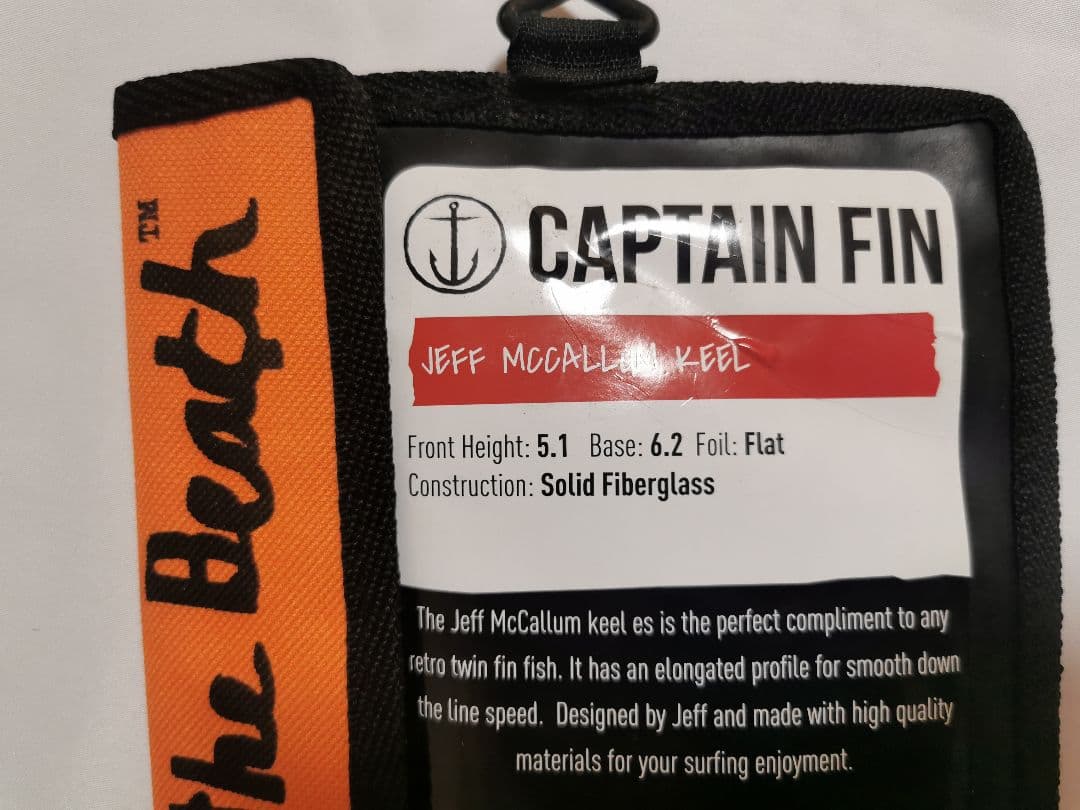 the Beach™
CAPTAIN FIN
JEFF MCCALLUM KEEL
Front Height: 5.1 Base: 6.2 Foil: Flat
Construction: Solid Fiberglass
The Jeff McCallum keel es is the perfect compliment to any
retro twin fin fish. It has an elongated profile for smooth down
the line speed. Designed by Jeff and made with high quality
materials for your surfing enjoyment.